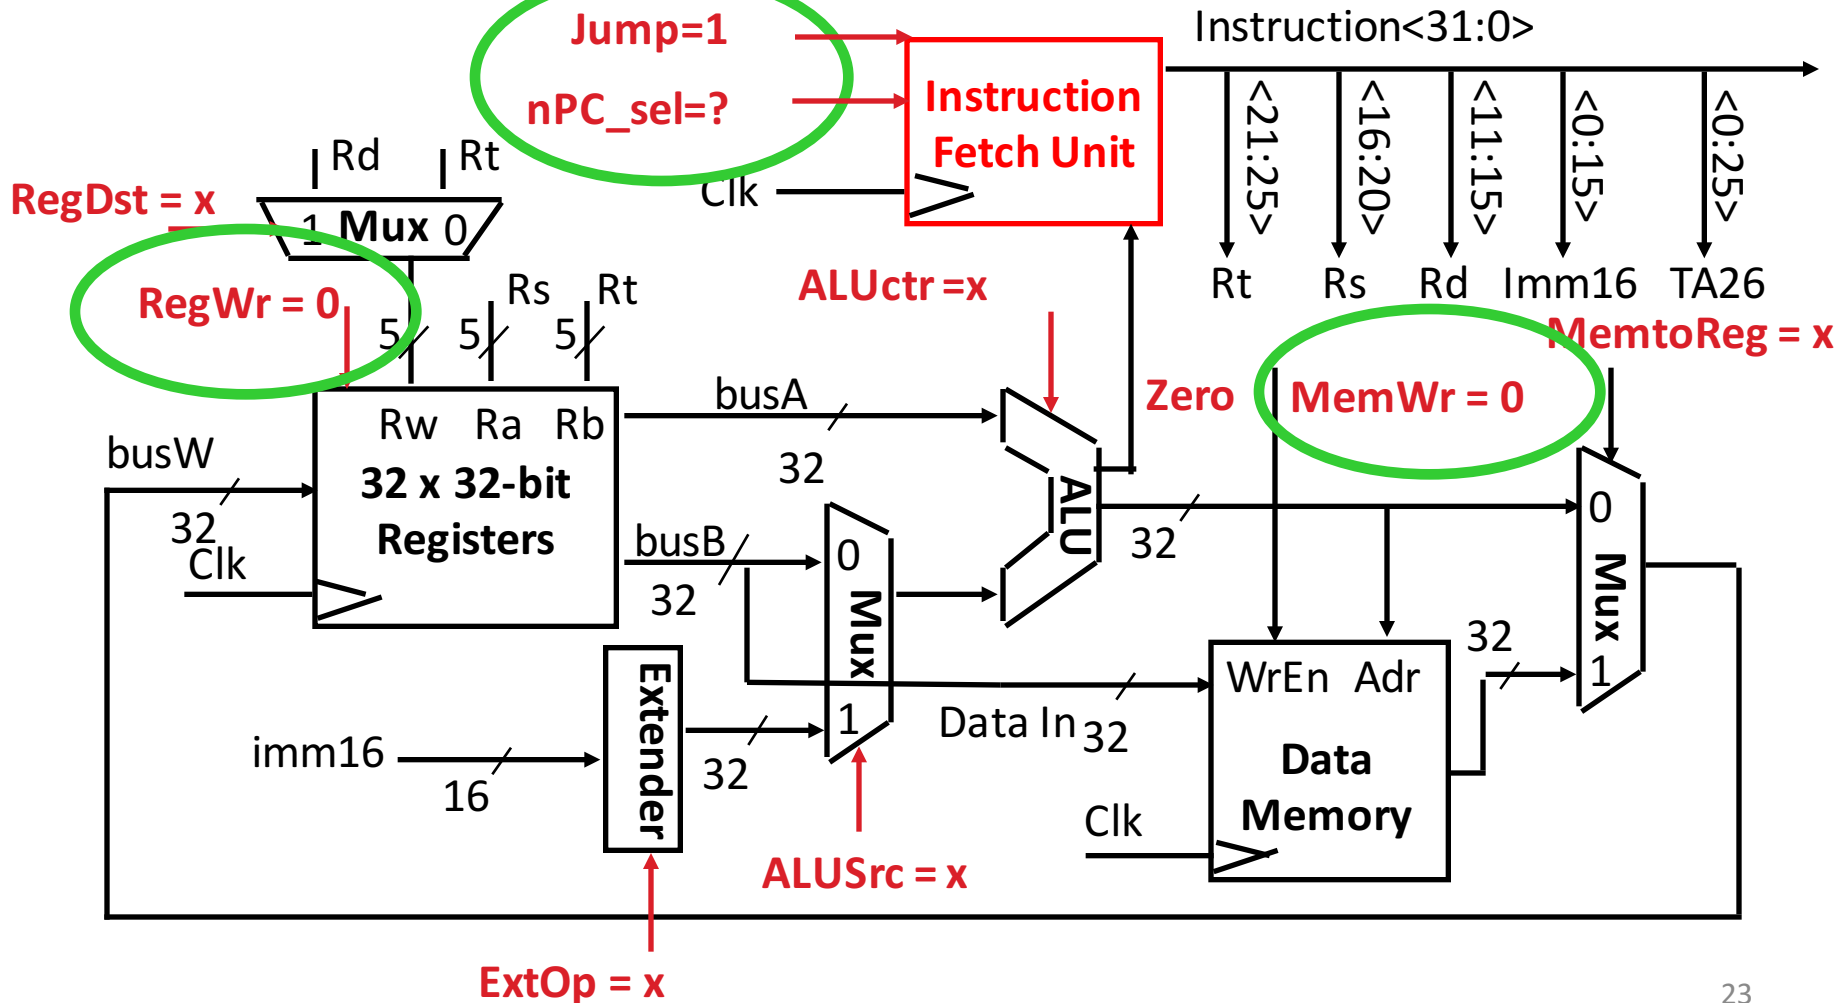 Jump=1
nPC_sel=?
Instruction
Fetch Unit
Clk
Instruction<31:0>
<21:25>
<16:20>
<11:15>
<0:15>
<0:25>
Rt
Rs
Rd
Imm16
TA26
Rd
Rt
RegDst = x
1 Mux 0
RegWr = 0
5
5
Rs
5
Rt
ALUctr =x
Zero
MemWr = 0
MemtoReg = x
busW
32
Clk
Rw Ra Rb
32 x 32-bit
Registers
busA
32
busB
32
0
Mux
1
ALU
32
imm16
16
Extender
32
ALUSrc = x
ExtOp = x
Data In
32
WrEn Adr
Data
Memory
Clk
32
0
Mux
1
23